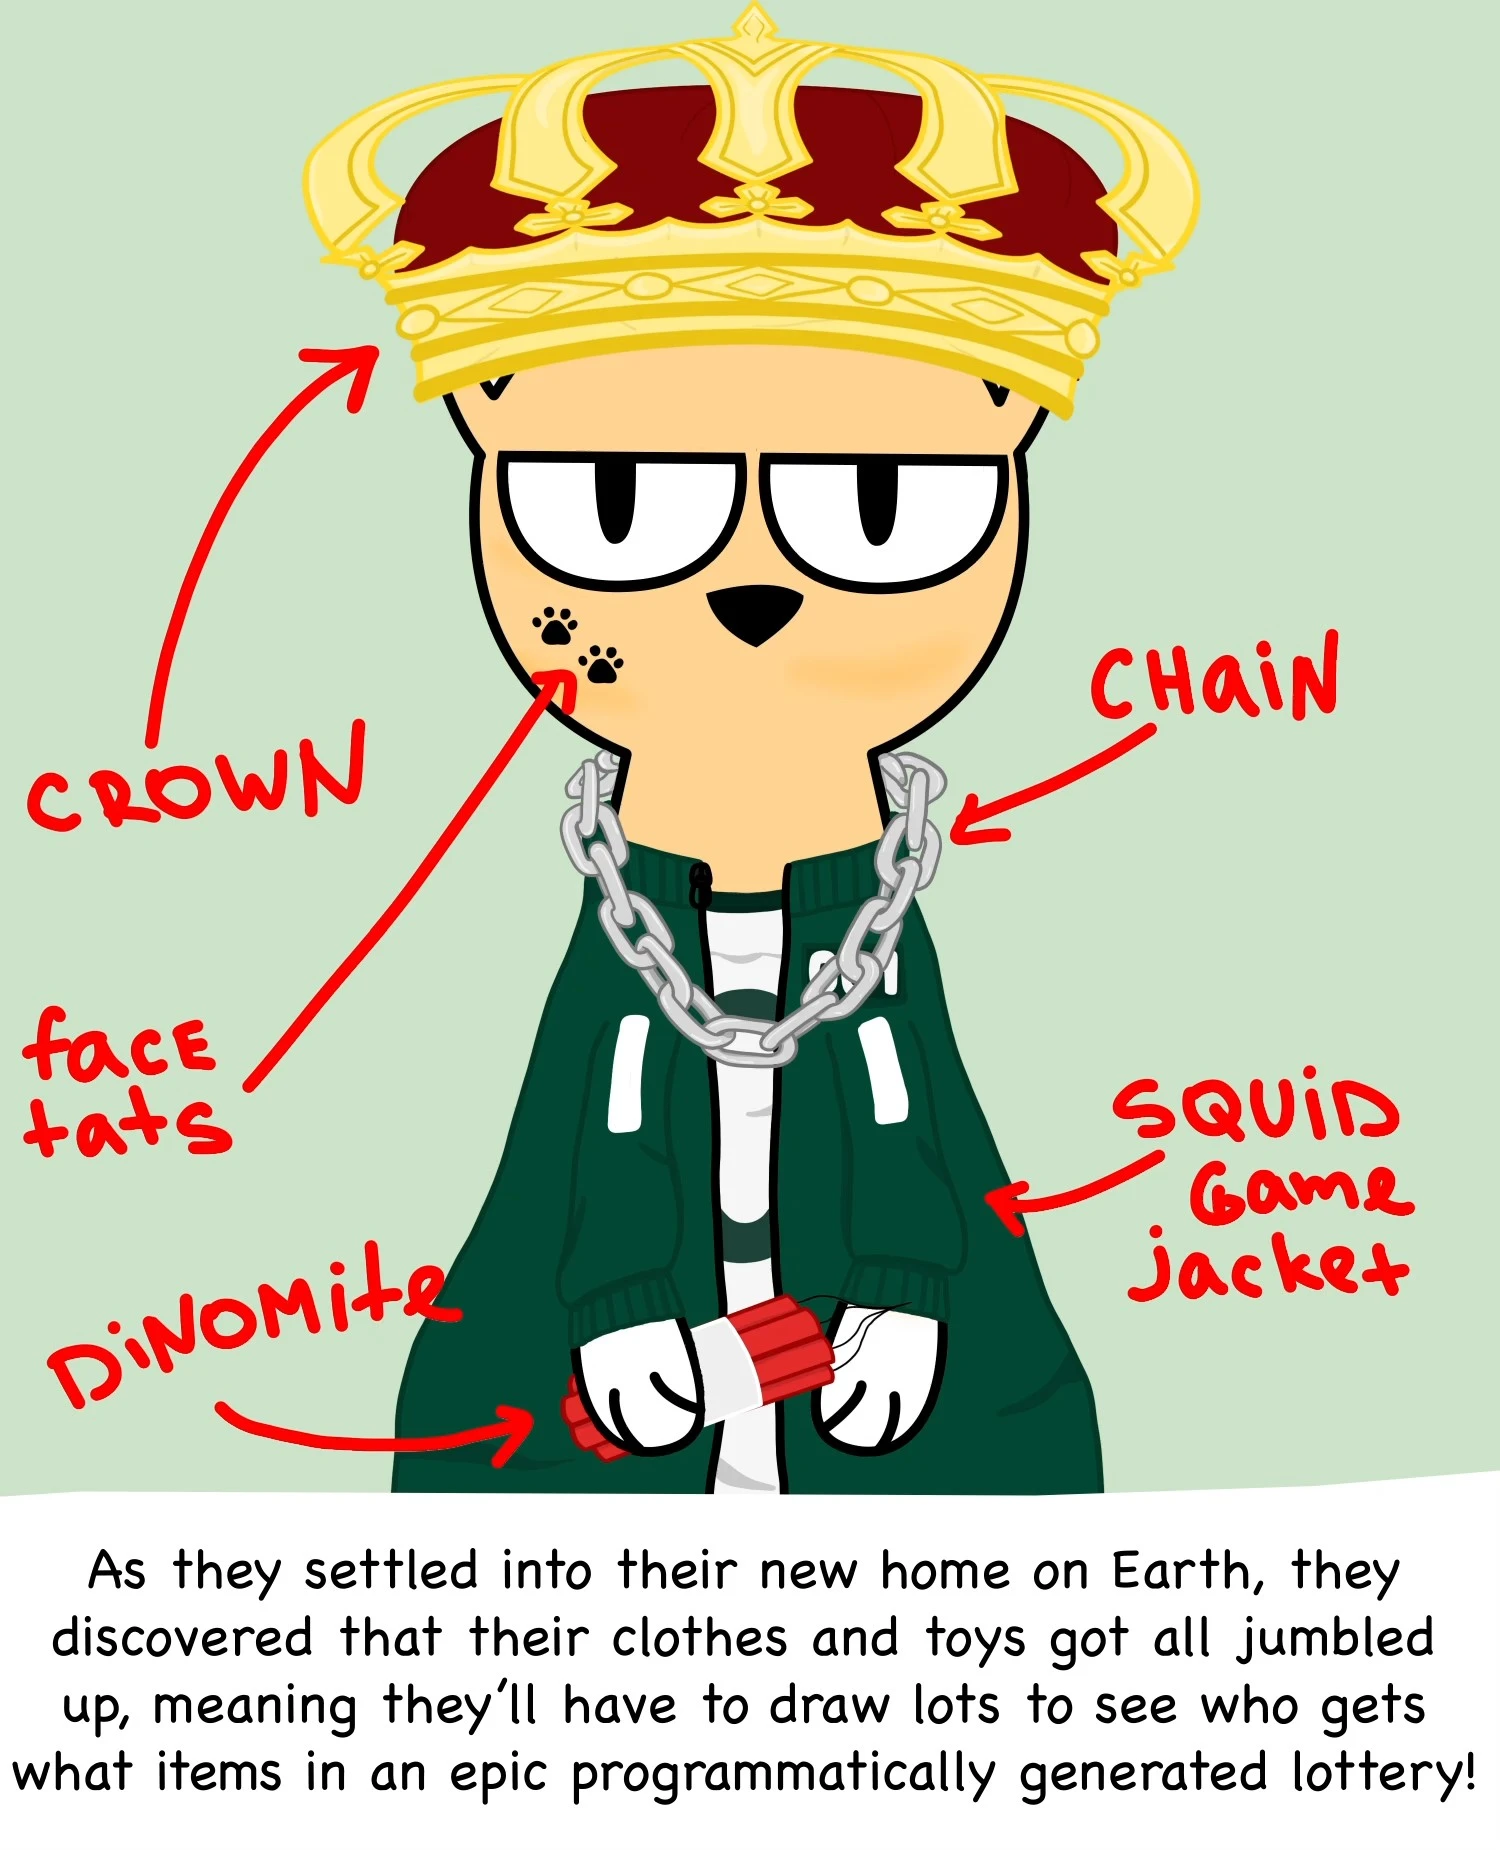 CROWN
CHaiN
face
tats
SQUiD
Game
jacket
DiNOMite
As they settled into their new home on Earth, they
discovered that their clothes and toys got all jumbled
up, meaning they'll have to draw lots to see who gets
what items in an epic programmatically generated lottery!